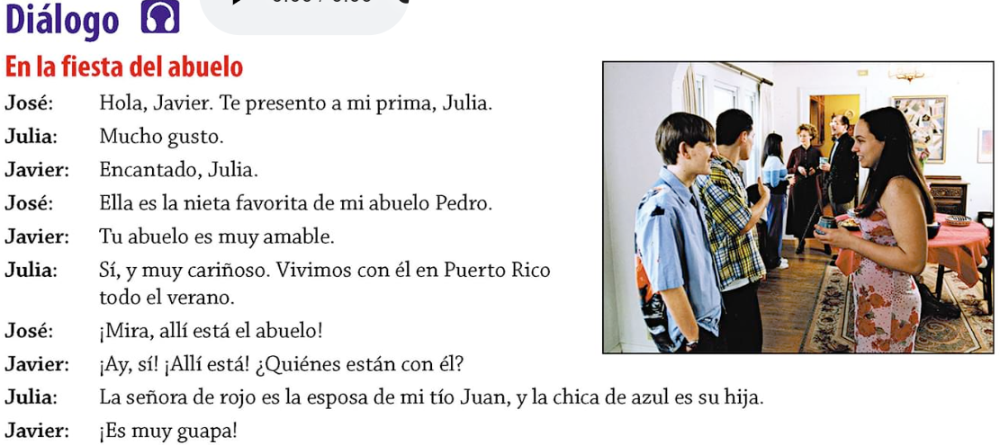 Diálogo
En la fiesta del abuelo
José: Hola, Javier. Te presento a mi prima, Julia.
Julia: Mucho gusto.
Javier: Encantado, Julia.
José: Ella es la nieta favorita de mi abuelo Pedro.
Javier: Tu abuelo es muy amable.
Julia: Sí, y muy cariñoso. Vivimos con él en Puerto Rico
todo el verano.
José: ¡Mira, allí está el abuelo!
Javier: ¡Ay, sí! ¡Allí está! ¿Quiénes están con él?
Julia: La señora de rojo es la esposa de mi tío Juan, y la chica de azul es su hija.
Javier: ¡Es muy guapa!